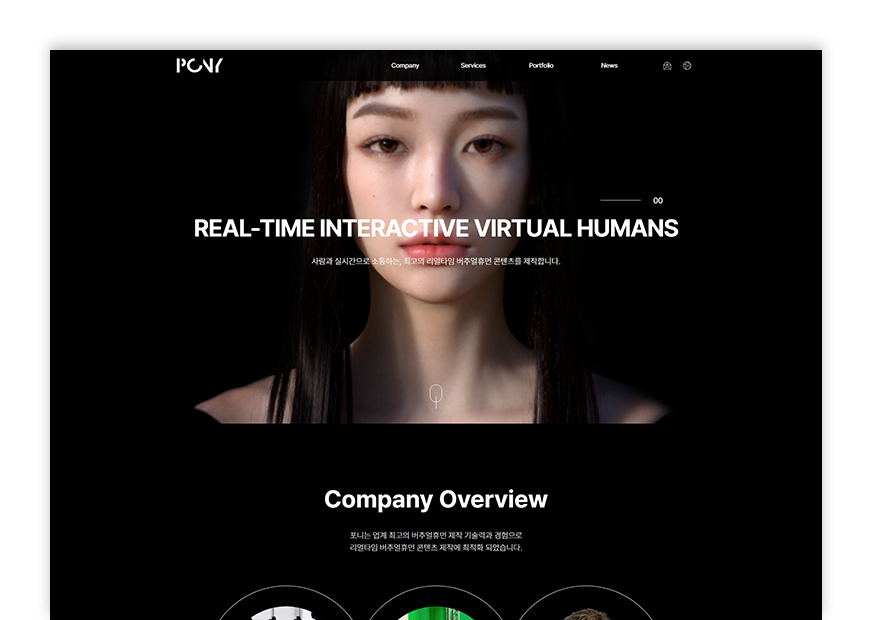 PONY
Company Services Portfolio News
00
REAL-TIME INTERACTIVE VIRTUAL HUMANS
사람과 실시간으로 소통하는, 최고의 리얼타임 버추얼휴먼 콘텐츠를 제작합니다.
Company Overview
포니는 업계 최고의 버추얼휴먼 제작 기술력과 경험으로
리얼타임 버추얼휴먼 콘텐츠 제작에 최적화 되었습니다.